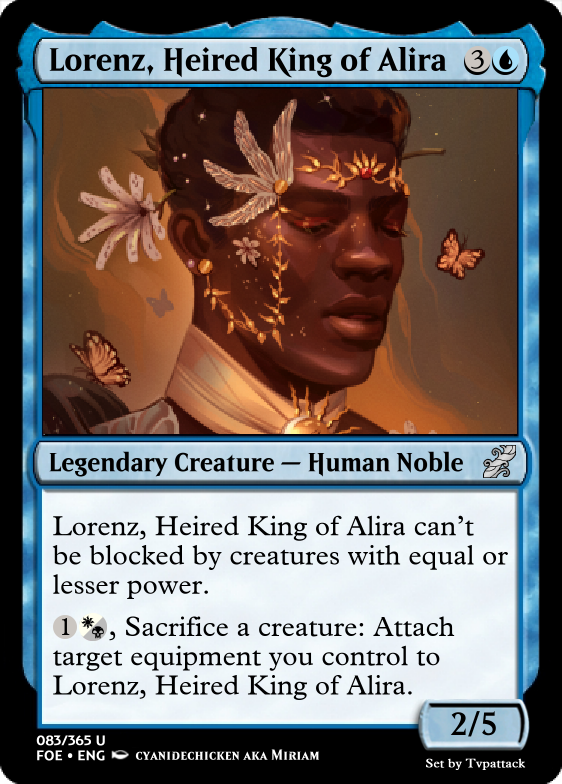 Lorenz, Heired King of Alira 3
Legendary Creature — Human Noble
Lorenz, Heired King of Alira can't
be blocked by creatures with equal or
lesser power.
1, Sacrifice a creature: Attach
target equipment you control to
Lorenz, Heired King of Alira.
2/5
083/365 U
FOE • ENG CYANIDECHICKEN AKA MIRIAM
Set by Tvpattack